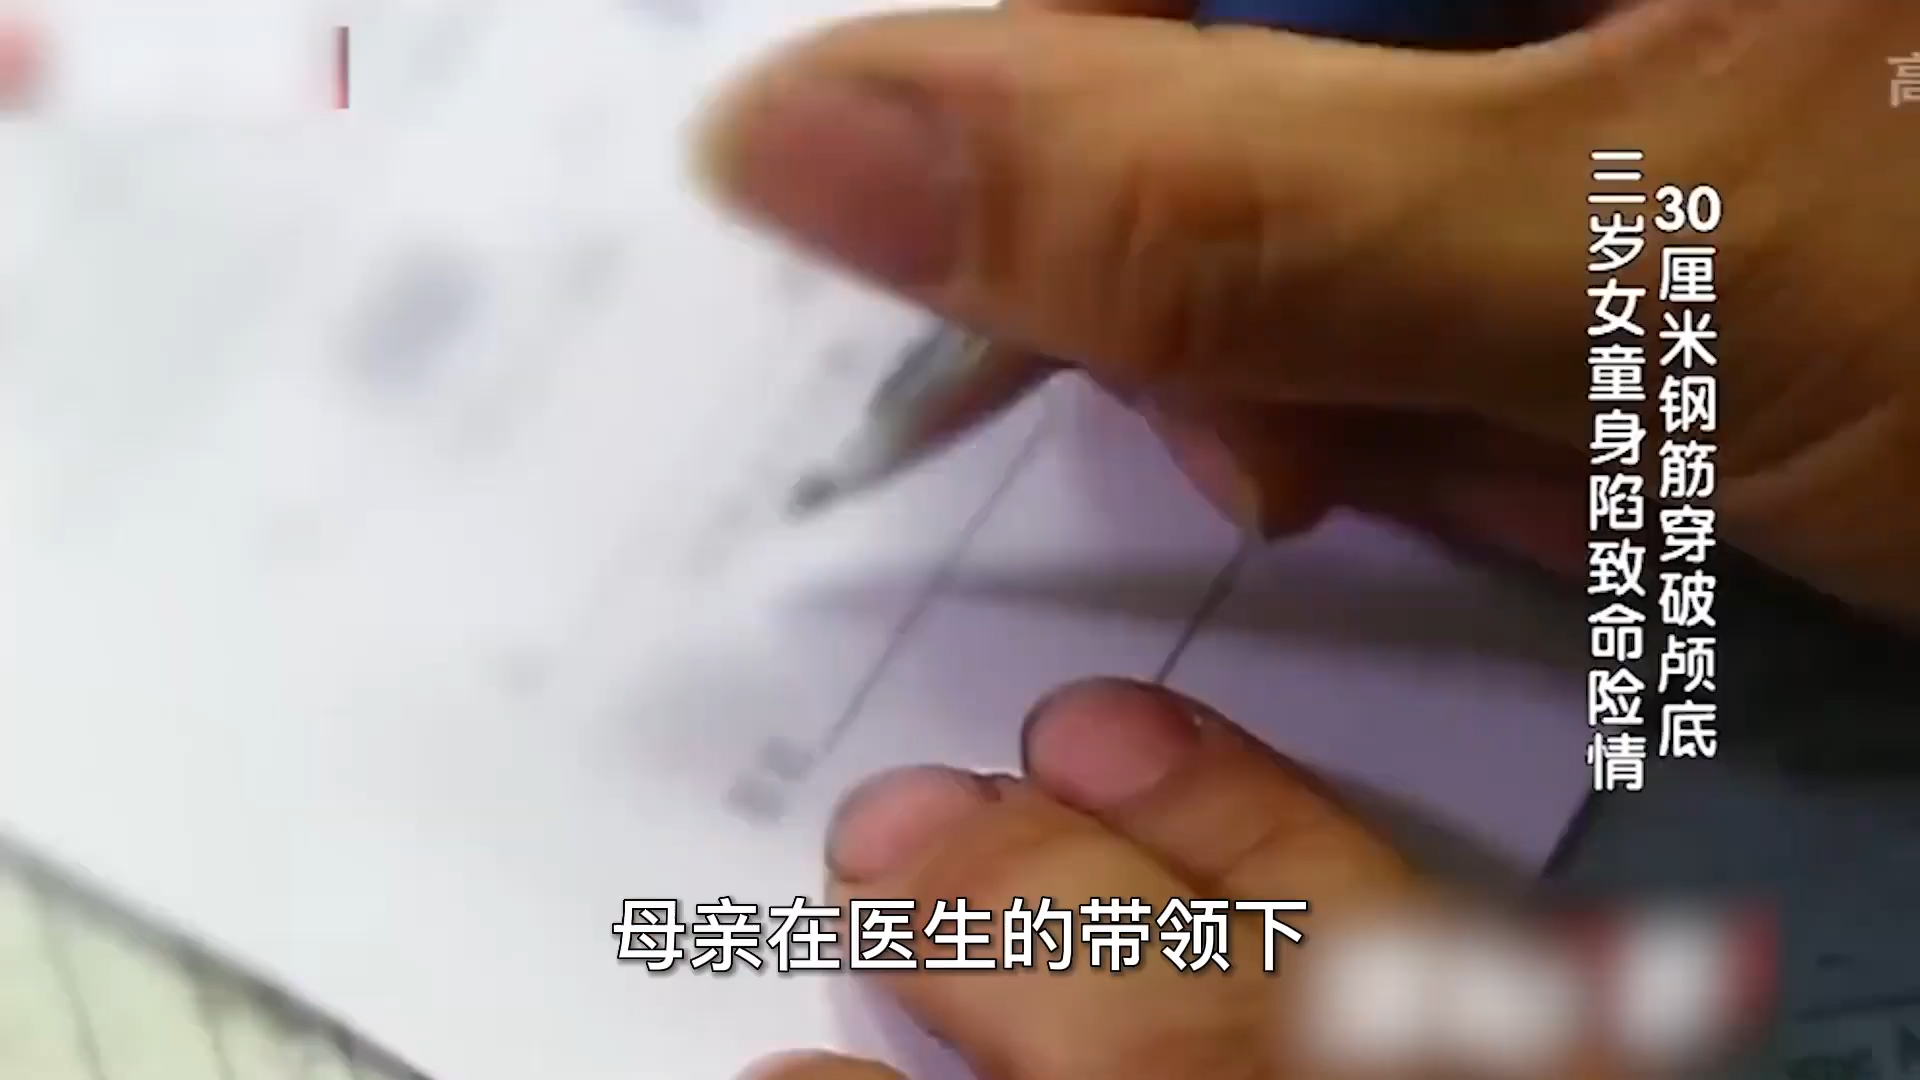 高
30厘米钢筋穿破颅底
三岁女童身陷致命险情
母亲在医生的带领下